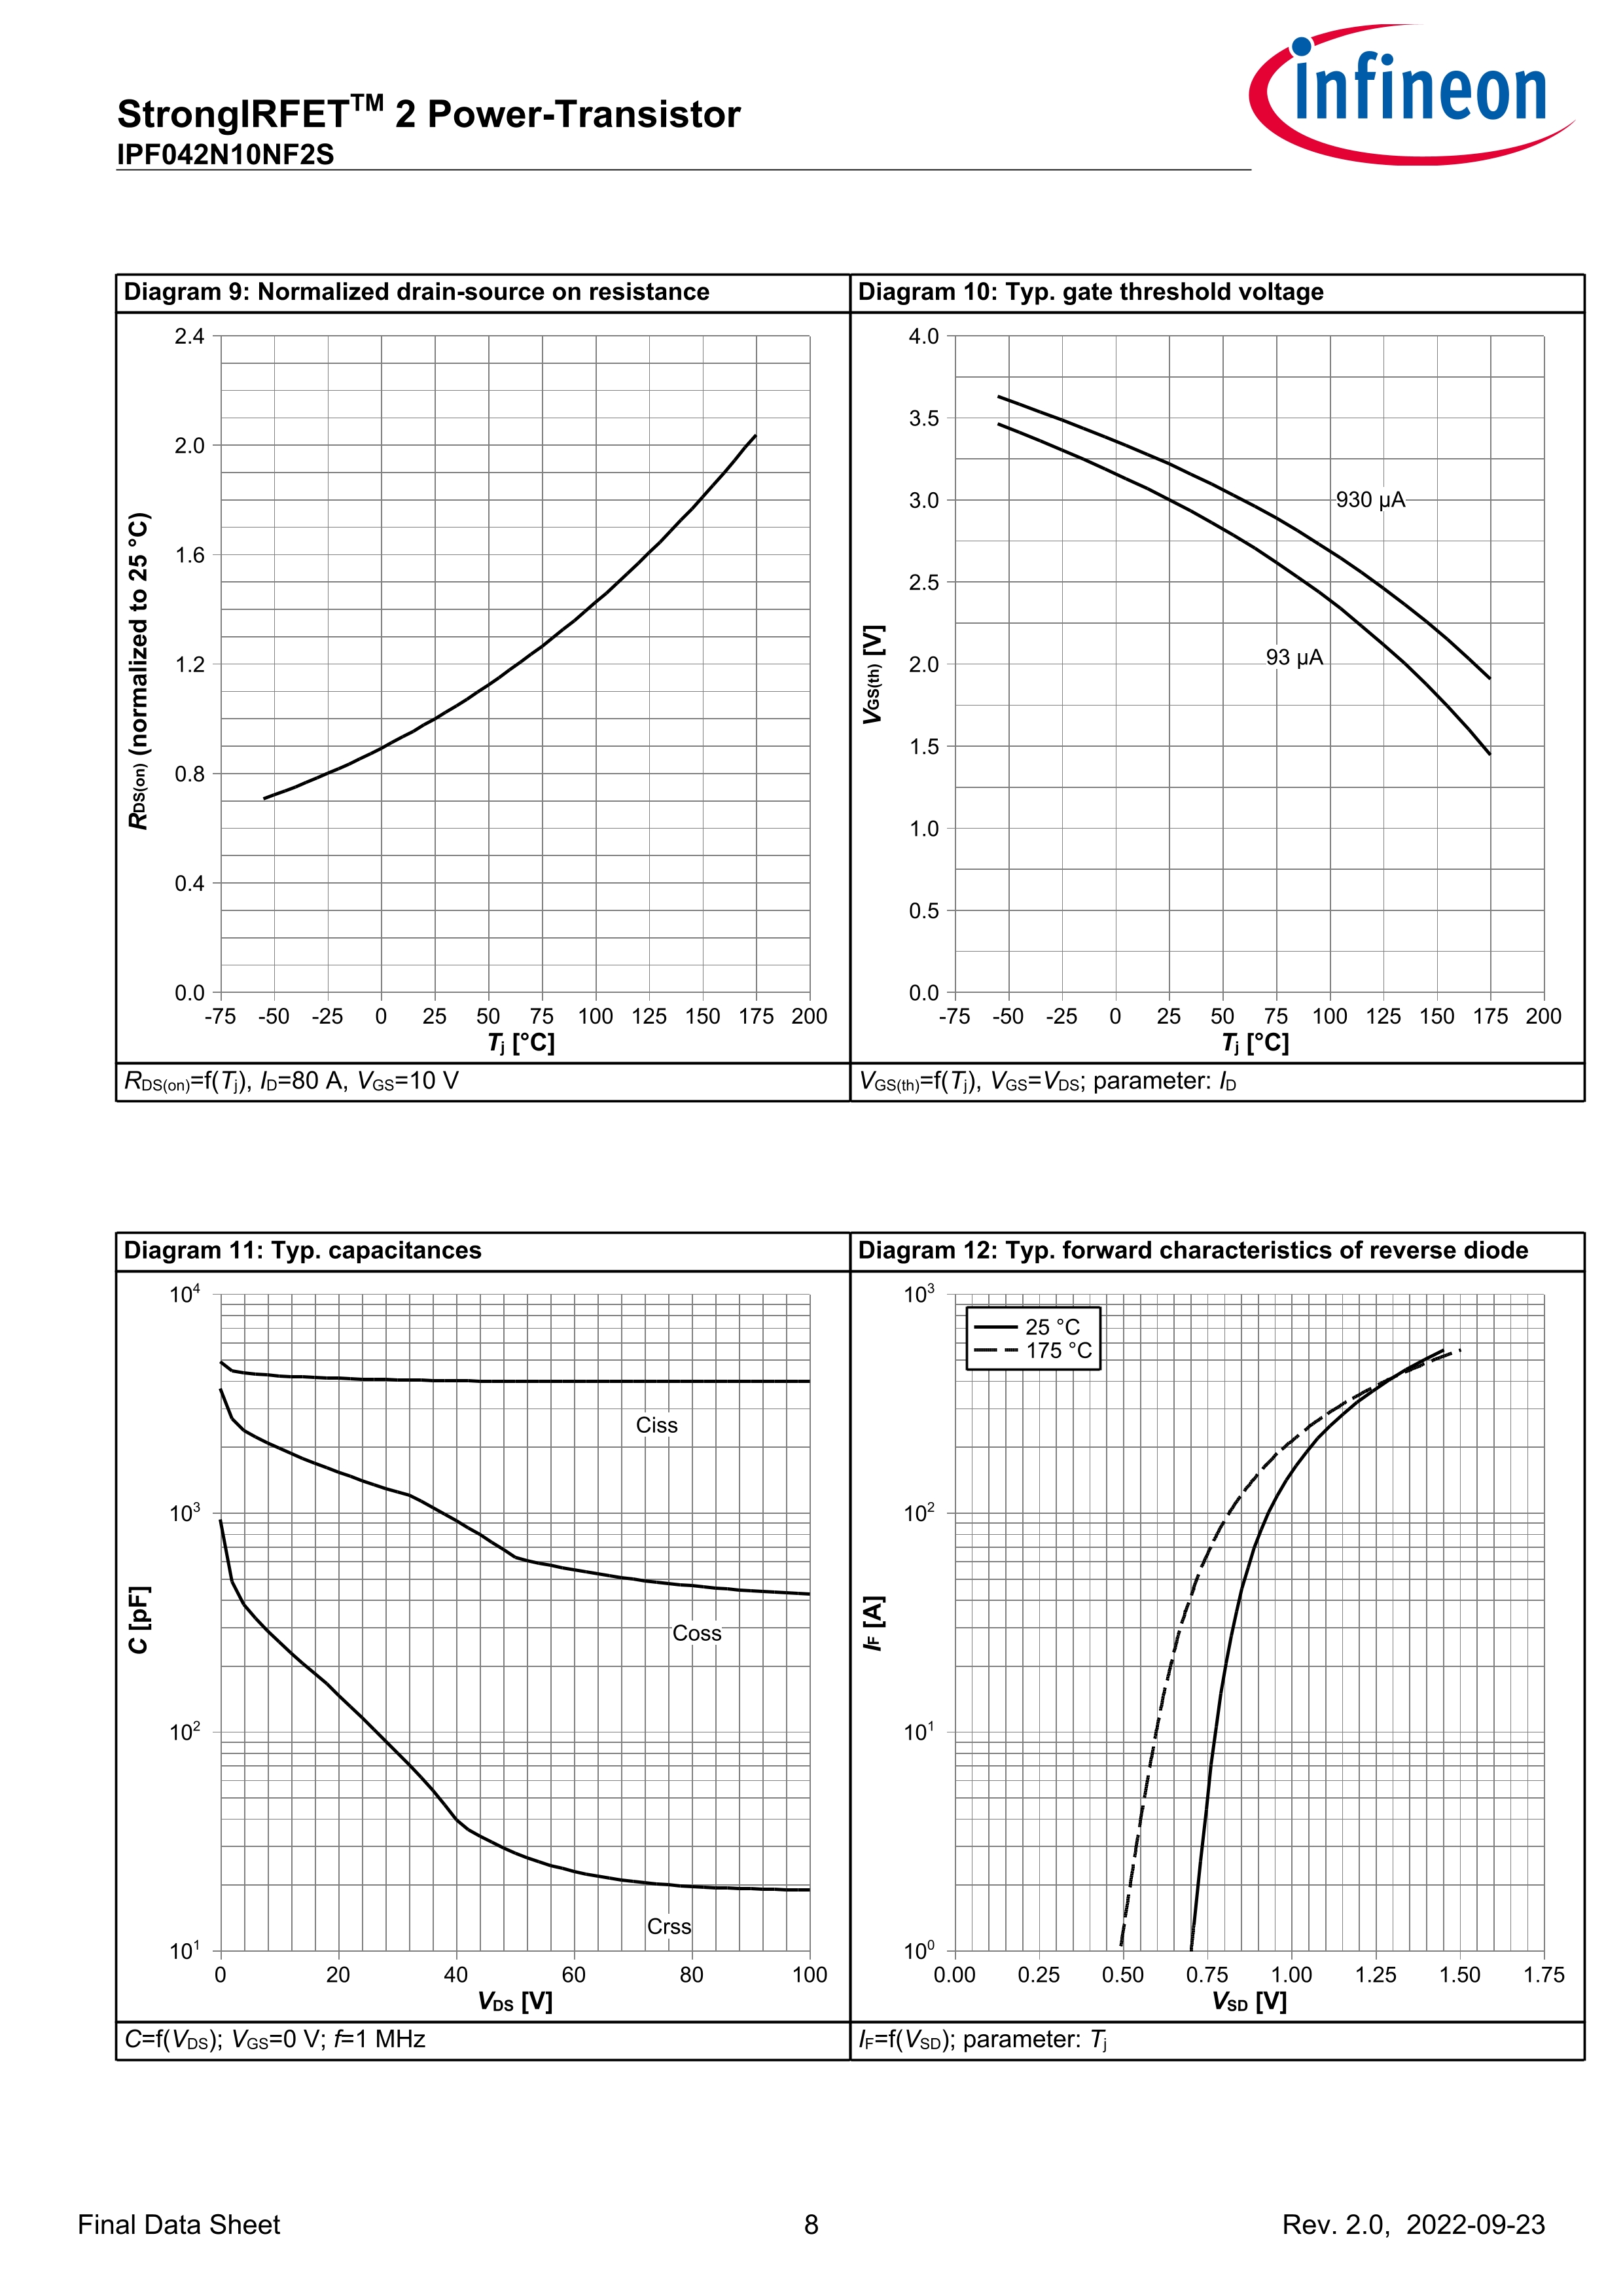 infineon
StrongIRFET™ 2 Power-Transistor
IPF042N10NF2S
Diagram 9: Normalized drain-source on resistance
2.4
2.0
1.6
1.2
0.8
0.4
0.0
-75 -50 -25 0 25 50 75 100 125 150 175 200
RDS(on) (normalized to 25 °C)
Tj [°C]
RDS(on)=f(Tj), ID=80 A, VGS=10 V
Diagram 10: Typ. gate threshold voltage
4.0
3.5
3.0
2.5
2.0
1.5
1.0
0.5
0.0
930 µA
93 µA
-75 -50 -25 0 25 50 75 100 125 150 175 200
VGS(th) [V]
Tj [°C]
VGS(th)=f(Tj), VGS=VDS; parameter: ID
Diagram 11: Typ. capacitances
10⁴
10³
10²
10¹
Ciss
Coss
Crss
0 20 40 60 80 100
C [pF]
VDS [V]
C=f(VDS); VGS=0 V; f=1 MHz
Diagram 12: Typ. forward characteristics of reverse diode
10³
10²
10¹
10⁰
25 °C
175 °C
0.00 0.25 0.50 0.75 1.00 1.25 1.50 1.75
IF [A]
VSD [V]
IF=f(VSD); parameter: Tj
Final Data Sheet 8 Rev. 2.0, 2022-09-23